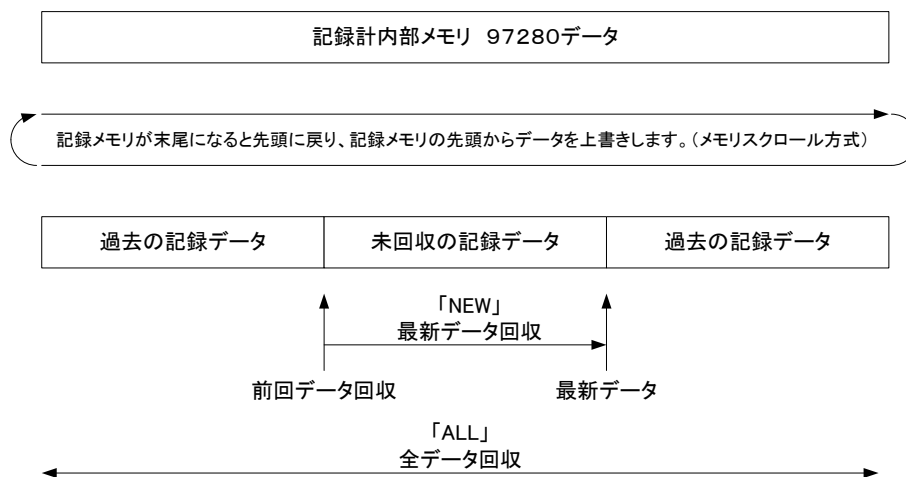 記録計内部メモリ 97280データ
記録メモリが末尾になると先頭に戻り、記録メモリの先頭からデータを上書きします。(メモリスクロール方式)
過去の記録データ 未回収の記録データ 過去の記録データ
「NEW」
最新データ回収
前回データ回収 最新データ
「ALL」
全データ回収